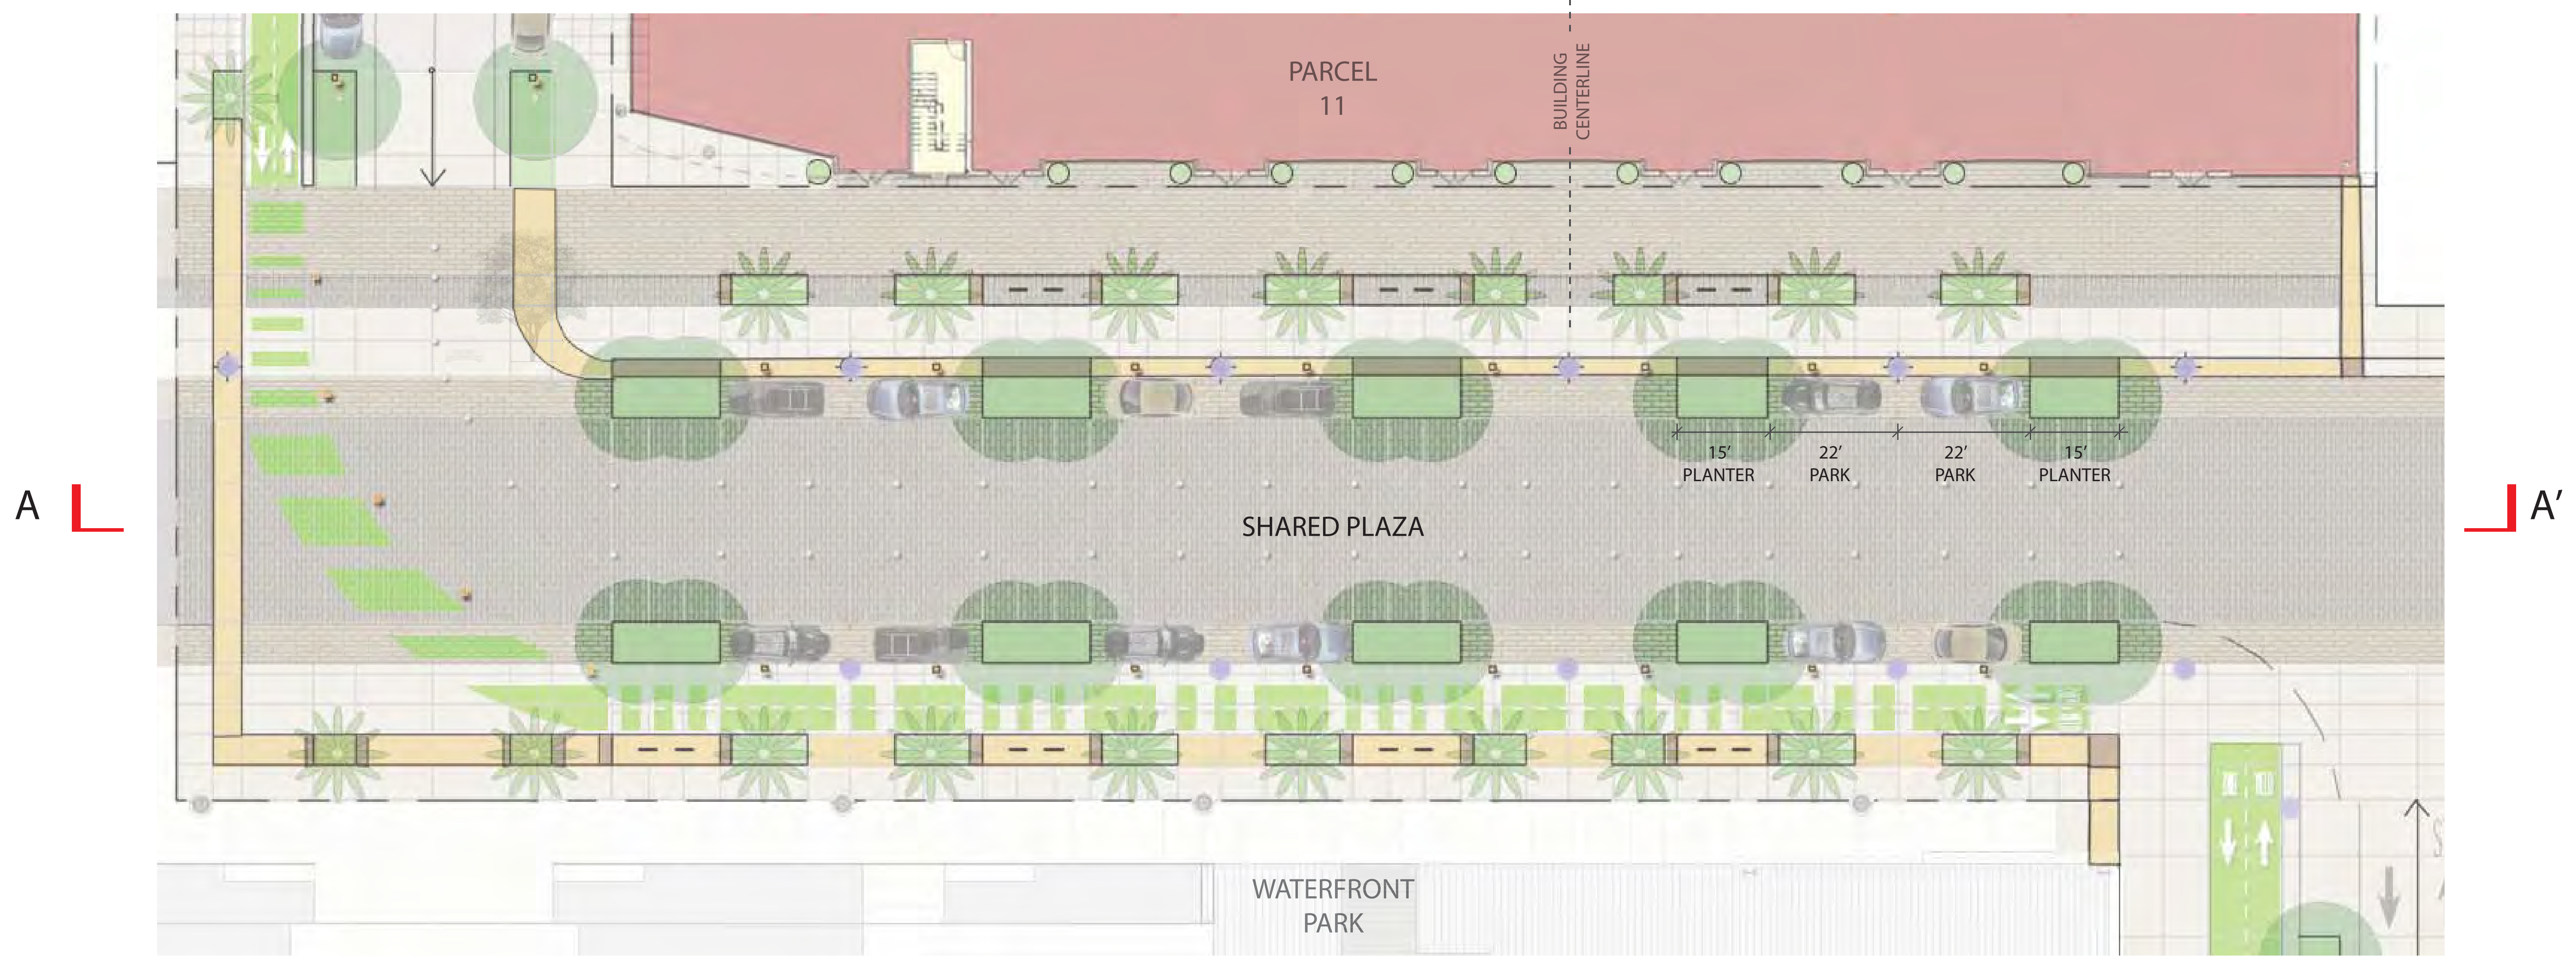 PARCEL
11
BUILDING
CENTERLINE
15’
PLANTER
22’
PARK
22’
PARK
15’
PLANTER
A
SHARED PLAZA
A’
WATERFRONT
PARK